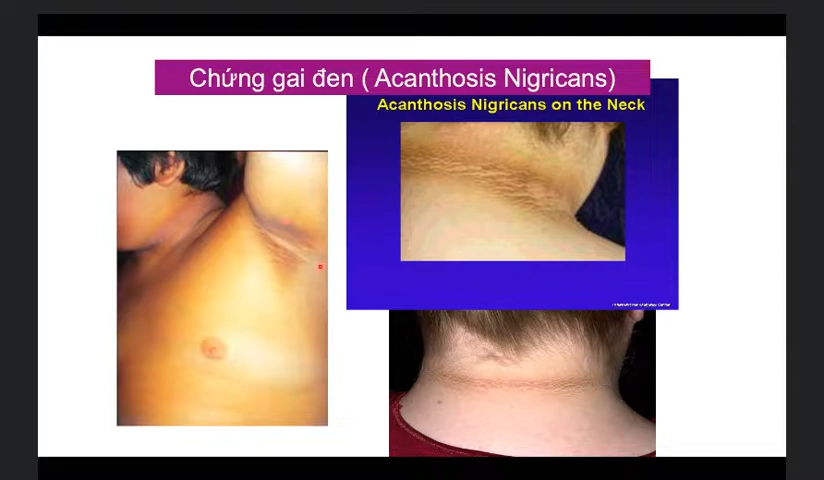 Chứng gai đen ( Acanthosis Nigricans)
Acanthosis Nigricans on the Neck